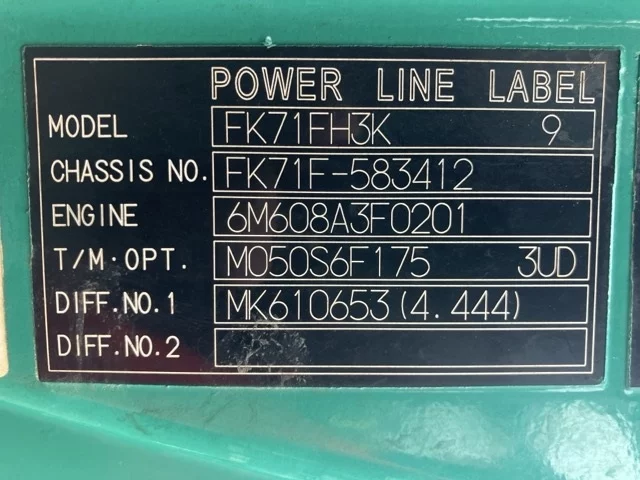 POWER LINE LABEL
MODEL FK71FH3K 9
CHASSIS NO. FK71F-583412
ENGINE 6M608A3F0201
T/M·OPT. M050S6F175 3UD
DIFF.NO.1 MK610653(4.444)
DIFF.NO.2